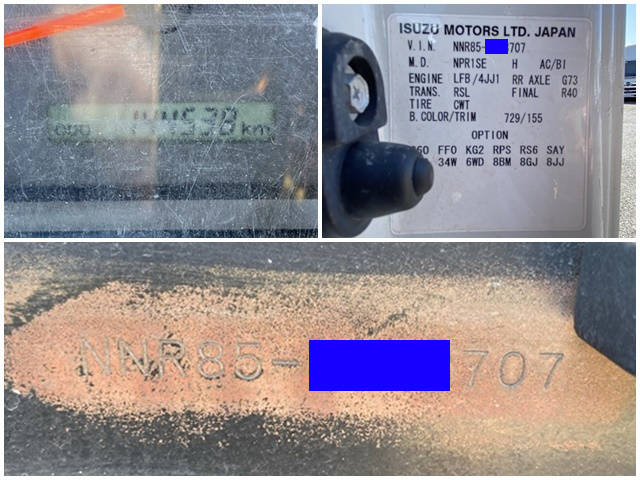 ODO 144538 km
ISUZU MOTORS LTD. JAPAN
V.I.N. NNR85- 707
M.D. NPR1SE H AC/BI
ENGINE LFB/4JJ1 RR AXLE G73
TRANS. RSL FINAL R40
TIRE CWT
B.COLOR/TRIM 729/155
OPTION
FFO KG2 RPS RS6 SAY
34W 6WD 8BM 8GJ 8JJ
NNR85- 707